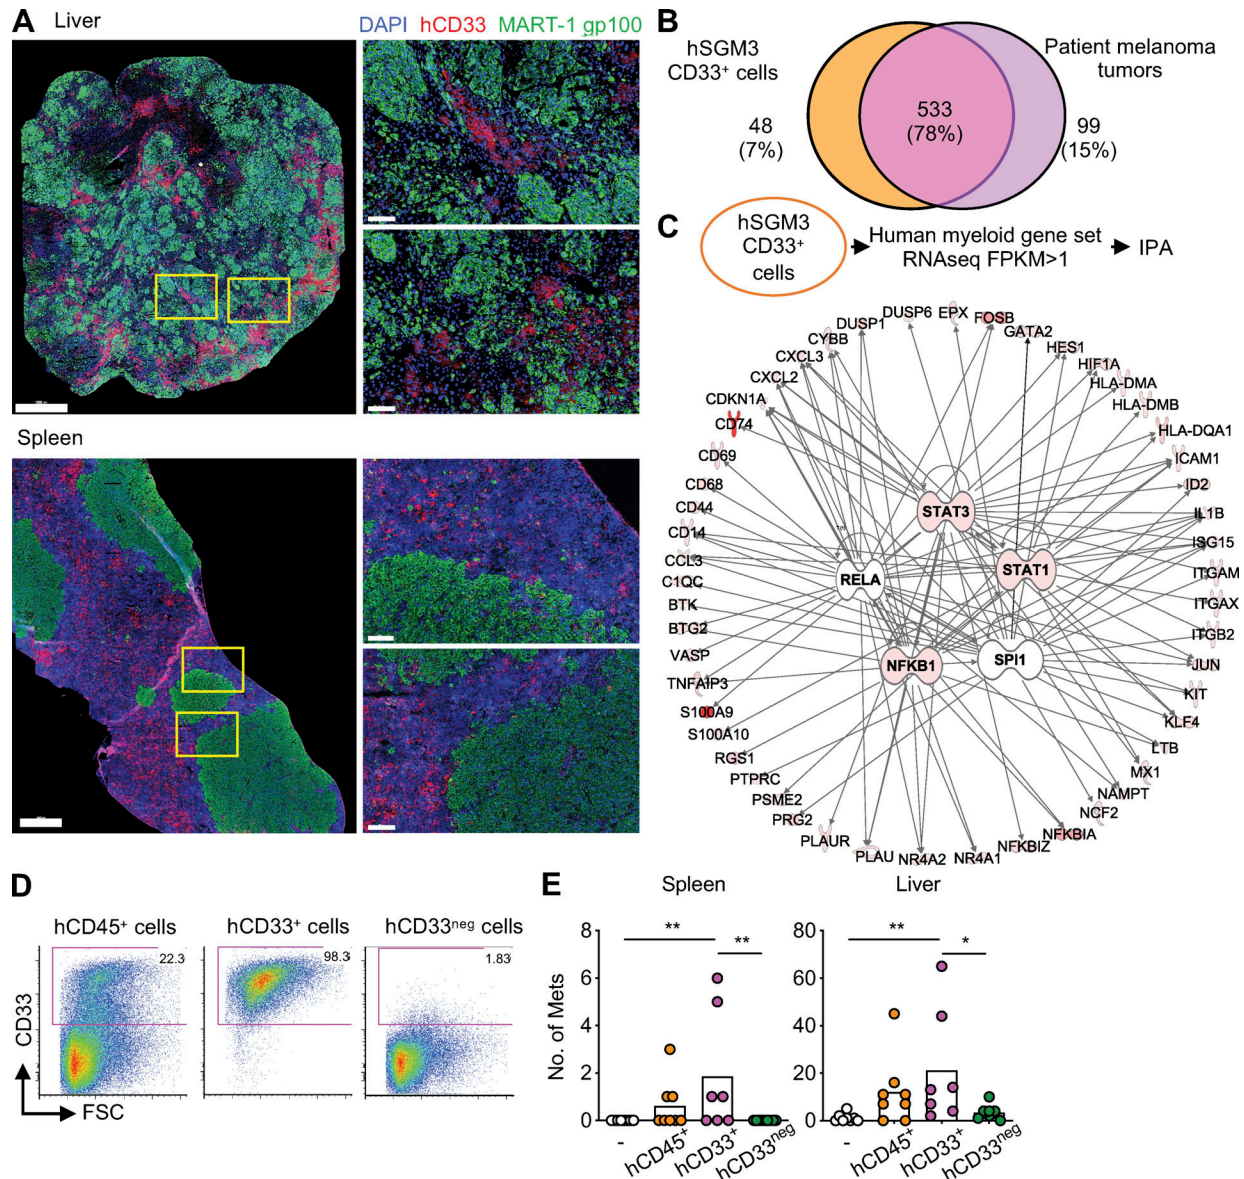 A
Liver
DAPI hCD33 MART-1 gp100
Spleen
B
hSGM3
CD33+ cells
Patient melanoma
tumors
48
(7%)
533
(78%)
99
(15%)
C
hSGM3
CD33+
cells
Human myeloid gene set
RNAseq FPKM>1
IPA
DUSP6
EPX
FOSB
GATA2
HES1
HIF1A
HLA-DMA
HLA-DMB
HLA-DQA1
ICAM1
ID2
IL1B
ISG15
ITGAM
ITGAX
ITGB2
JUN
KIT
KLF4
LTB
MX1
NAMPT
NCF2
NFKBIA
NFKBIZ
NR4A1
NR4A2
PLAU
PLAUR
PRG2
PSME2
PTPRC
RGS1
S100A10
S100A9
TNFAIP3
VASP
BTG2
BTK
C1QC
CCL3
CD14
CD44
CD68
CD69
CD74
CDKN1A
CXCL2
CXCL3
CYBB
DUSP1
STAT3
STAT1
RELA
NFKB1
SPI1
D
hCD45+ cells
hCD33+ cells
hCD33neg cells
22.3
98.3
1.83
CD33
FSC
E
Spleen
Liver
No. of Mets
8
6
4
2
0
**
**
-
hCD45+
hCD33+
hCD33neg
80
60
40
20
0
**
*
-
hCD45+
hCD33+
hCD33neg